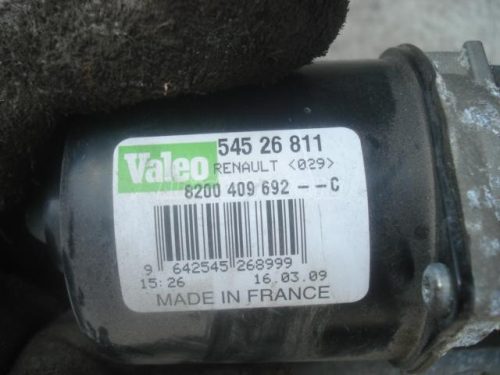 Valeo 545 26 811
RENAULT <029>
8200 409 692 -- C
9 642545 268999
15:26 16.03.09
MADE IN FRANCE